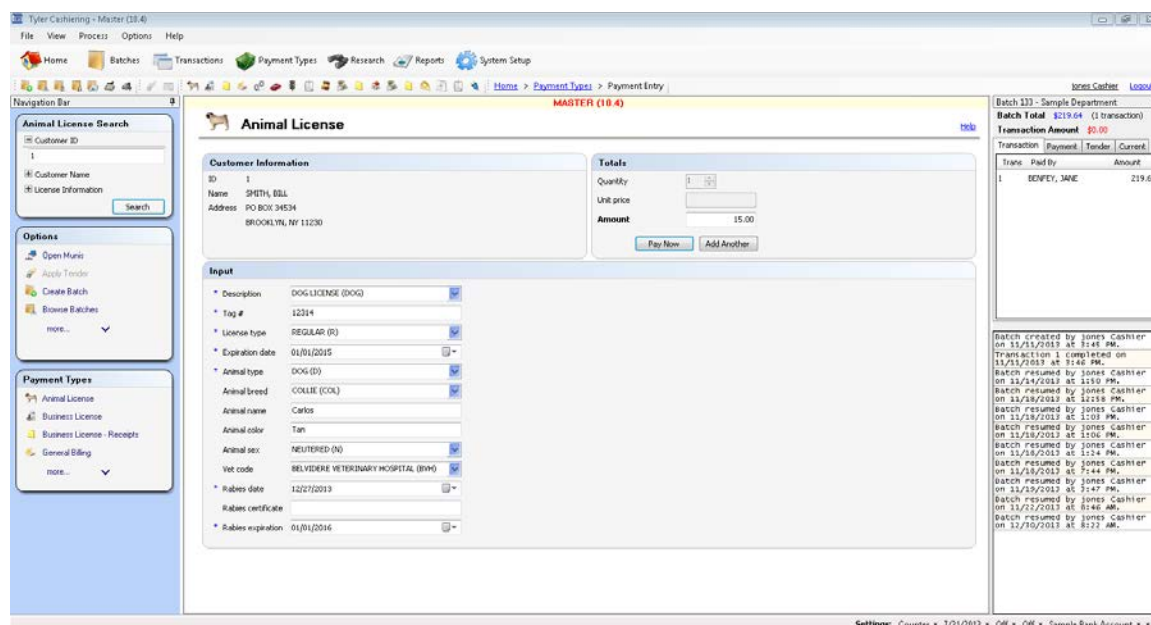 Tyler Cashiering - Master (10.4)
File View Process Options Help
Home Batches Transactions Payment Types Research Reports System Setup
Home > Payment Types > Payment Entry
Jones Cashier Logout
Navigation Bar
Animal License Search
Customer ID
1
Customer Name
License Information
Search
Options
Open Munis
Apply Tender
Create Batch
Browse Batches
more...
Payment Types
Animal License
Business License
Business License - Receipts
General Billing
more...
MASTER (10.4)
Animal License
Help
Customer Information
ID 1
Name SMITH, BILL
Address PO BOX 34534
BROOKLYN, NY 11230
Totals
Quantity 1
Unit price
Amount 15.00
Pay Now Add Another
Input
* Description DOG LICENSE (DOG)
* Tag # 12314
* License type REGULAR (R)
* Expiration date 01/01/2015
* Animal type DOG (D)
Animal breed COLLIE (COL)
Animal name Carlos
Animal color Tan
Animal sex NEUTERED (N)
Vet code BELVIDERE VETERINARY HOSPITAL (BVH)
* Rabies date 12/27/2013
Rabies certificate
* Rabies expiration 01/01/2016
Batch 133 - Sample Department
Batch Total $219.64 (1 transaction)
Transaction Amount $0.00
Transaction Payment Tender Current
Trans Paid By Amount
1 BENFEY, JANE 219.6
Batch created by jones Cashier
on 11/11/2013 at 3:45 PM.
Transaction 1 completed on
11/11/2013 at 3:46 PM.
Batch resumed by jones Cashier
on 11/14/2013 at 1:50 PM.
Batch resumed by jones Cashier
on 11/18/2013 at 12:58 PM.
Batch resumed by jones Cashier
on 11/18/2013 at 1:03 PM.
Batch resumed by jones Cashier
on 11/18/2013 at 1:06 PM.
Batch resumed by jones Cashier
on 11/18/2013 at 1:24 PM.
Batch resumed by jones Cashier
on 11/18/2013 at 7:44 PM.
Batch resumed by jones Cashier
on 11/19/2013 at 3:47 PM.
Batch resumed by jones Cashier
on 11/22/2013 at 8:46 AM.
Batch resumed by jones Cashier
on 12/30/2013 at 8:22 AM.
Settings: Counter 7/31/2013 Off Off Sample Bank Account